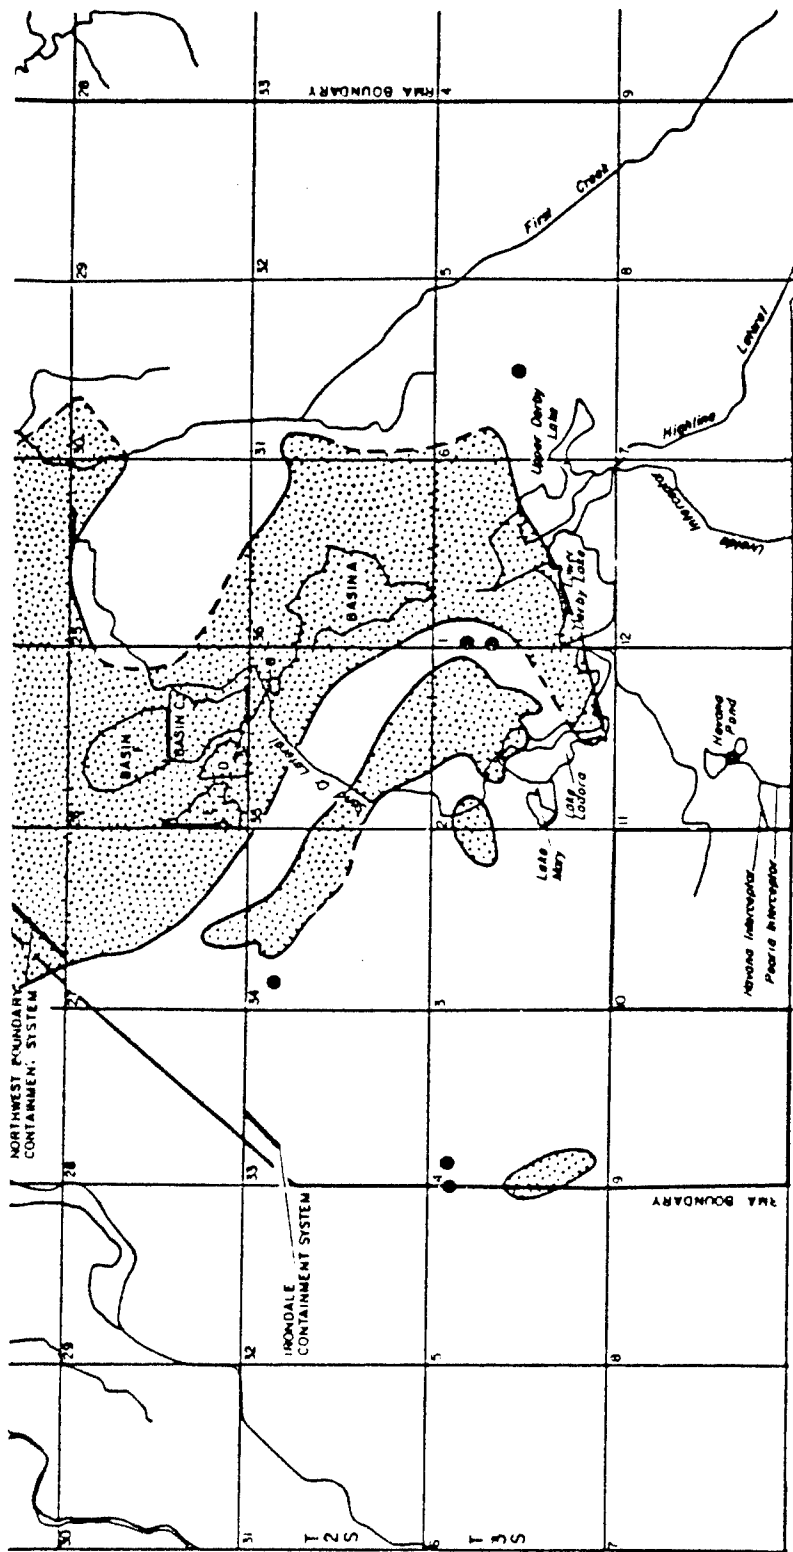 28
33
RMA BOUNDARY
4
9
First Creek
29
32
5
8
Upper Derby
Lake
Highline Lateral
30
31
6
7
Uvalda Interceptor
BASIN A
Lower
Derby Lake
36
1
12
B
BASIN C
BASIN
F
D
E
Lateral
Lake
Ladora
Lake
Mary
Havana
Pond
35
2
11
Havana Interceptor
Peoria Interceptor
NORTHWEST BOUNDARY
CONTAINMENT SYSTEM
27
34
3
10
28
33
4
9
RMA BOUNDARY
IRONDALE
CONTAINMENT SYSTEM
29
32
5
8
30
31
T 2 S
6
T 3 S
7